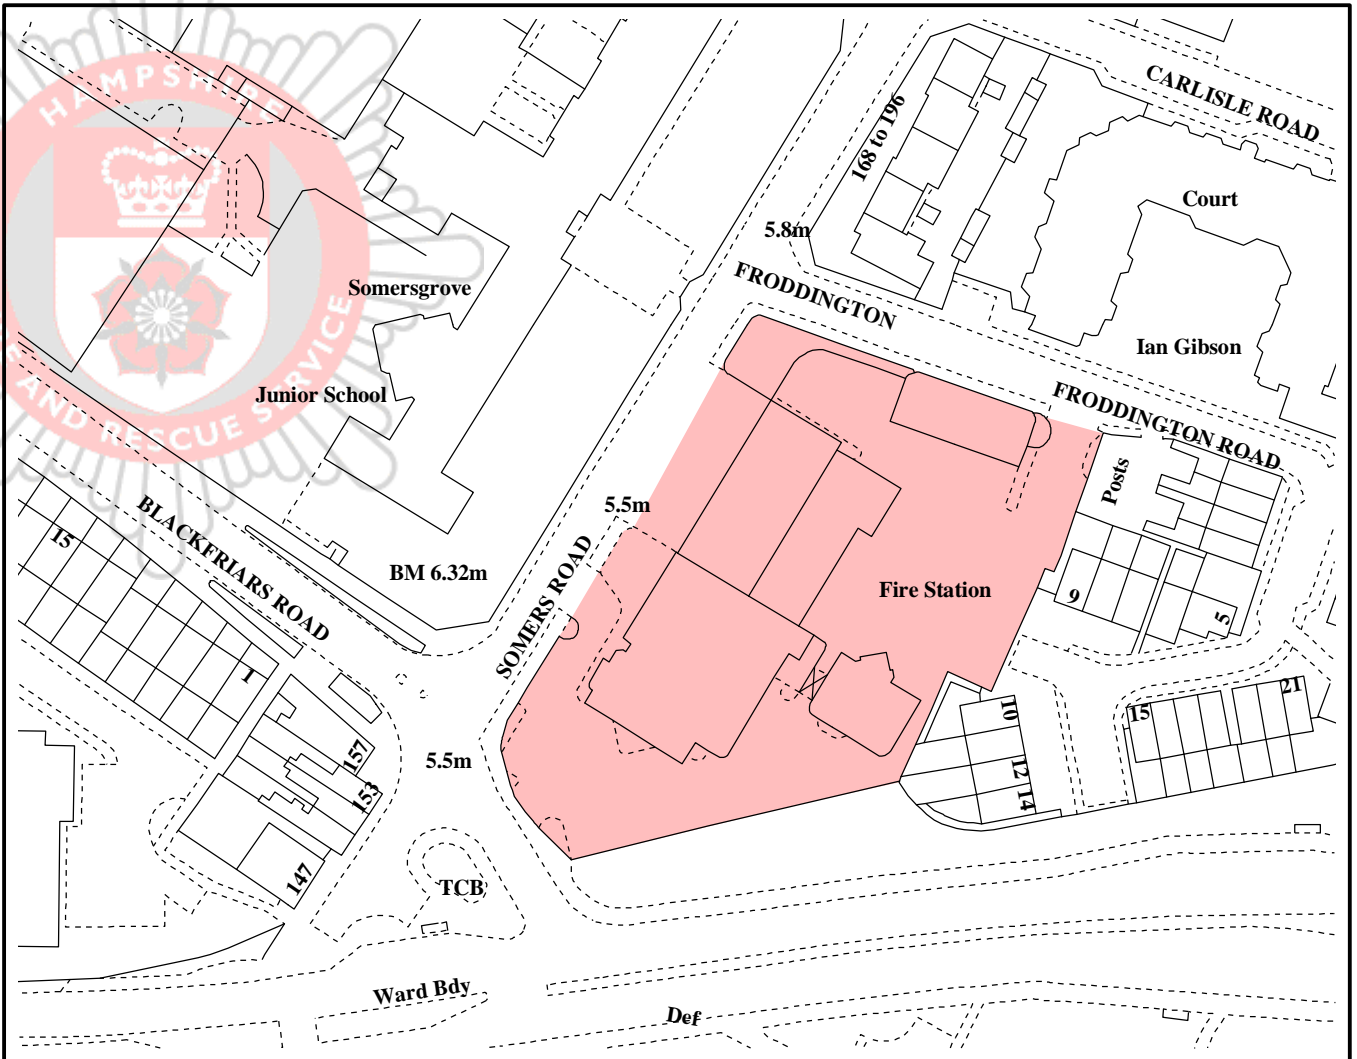 HAMPSHIRE
FIRE AND RESCUE SERVICE
CARLISLE ROAD
168 to 196
Court
5.8m
FRODDINGTON
Somersgrove
Ian Gibson
Junior School
FRODDINGTON ROAD
Posts
5.5m
15
BLACKFRIARS ROAD
BM 6.32m
SOMERS ROAD
Fire Station
9
5
1
10
15
21
157
5.5m
12
153
14
147
TCB
Ward Bdy
Def